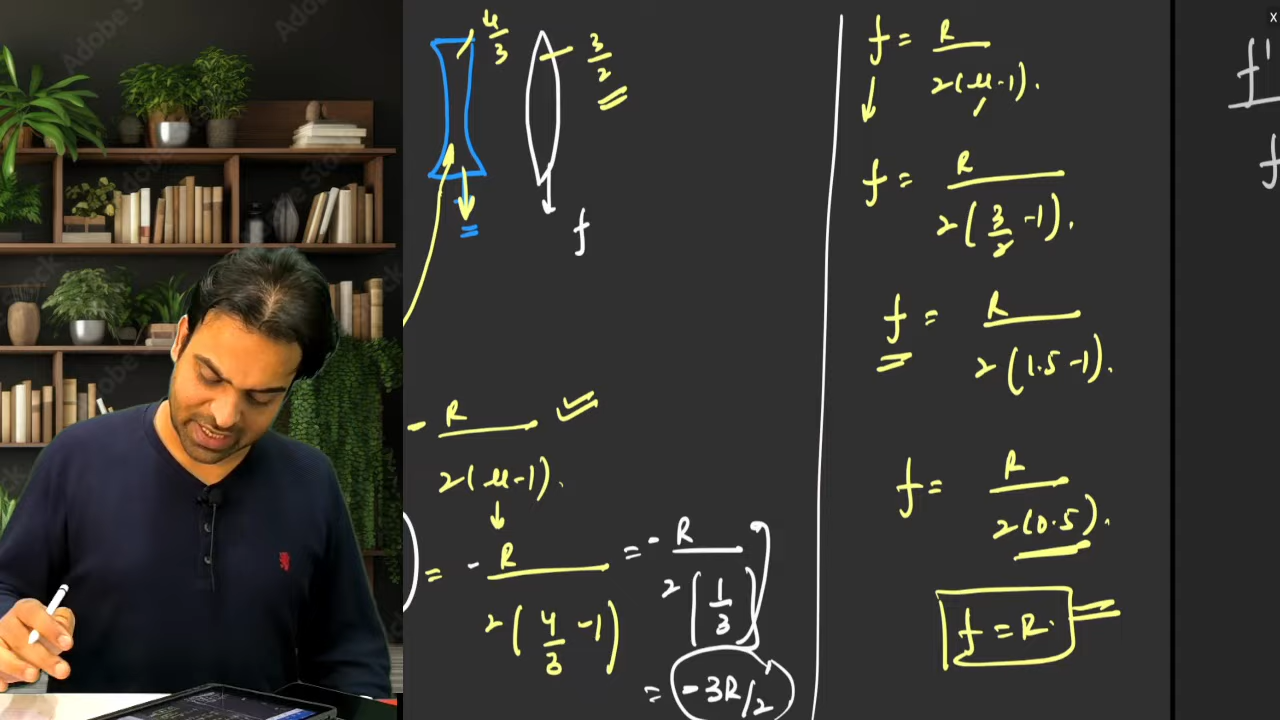 4/3
3/2
f
- R / 2(μ-1).
= - R / 2(4/3 -1) = - R / 2(1/3)
= -3R/2
f = R / 2(μ-1).
f = R / 2(3/2 -1).
f = R / 2(1.5-1).
f = R / 2(0.5).
f = R.
f'
f
x